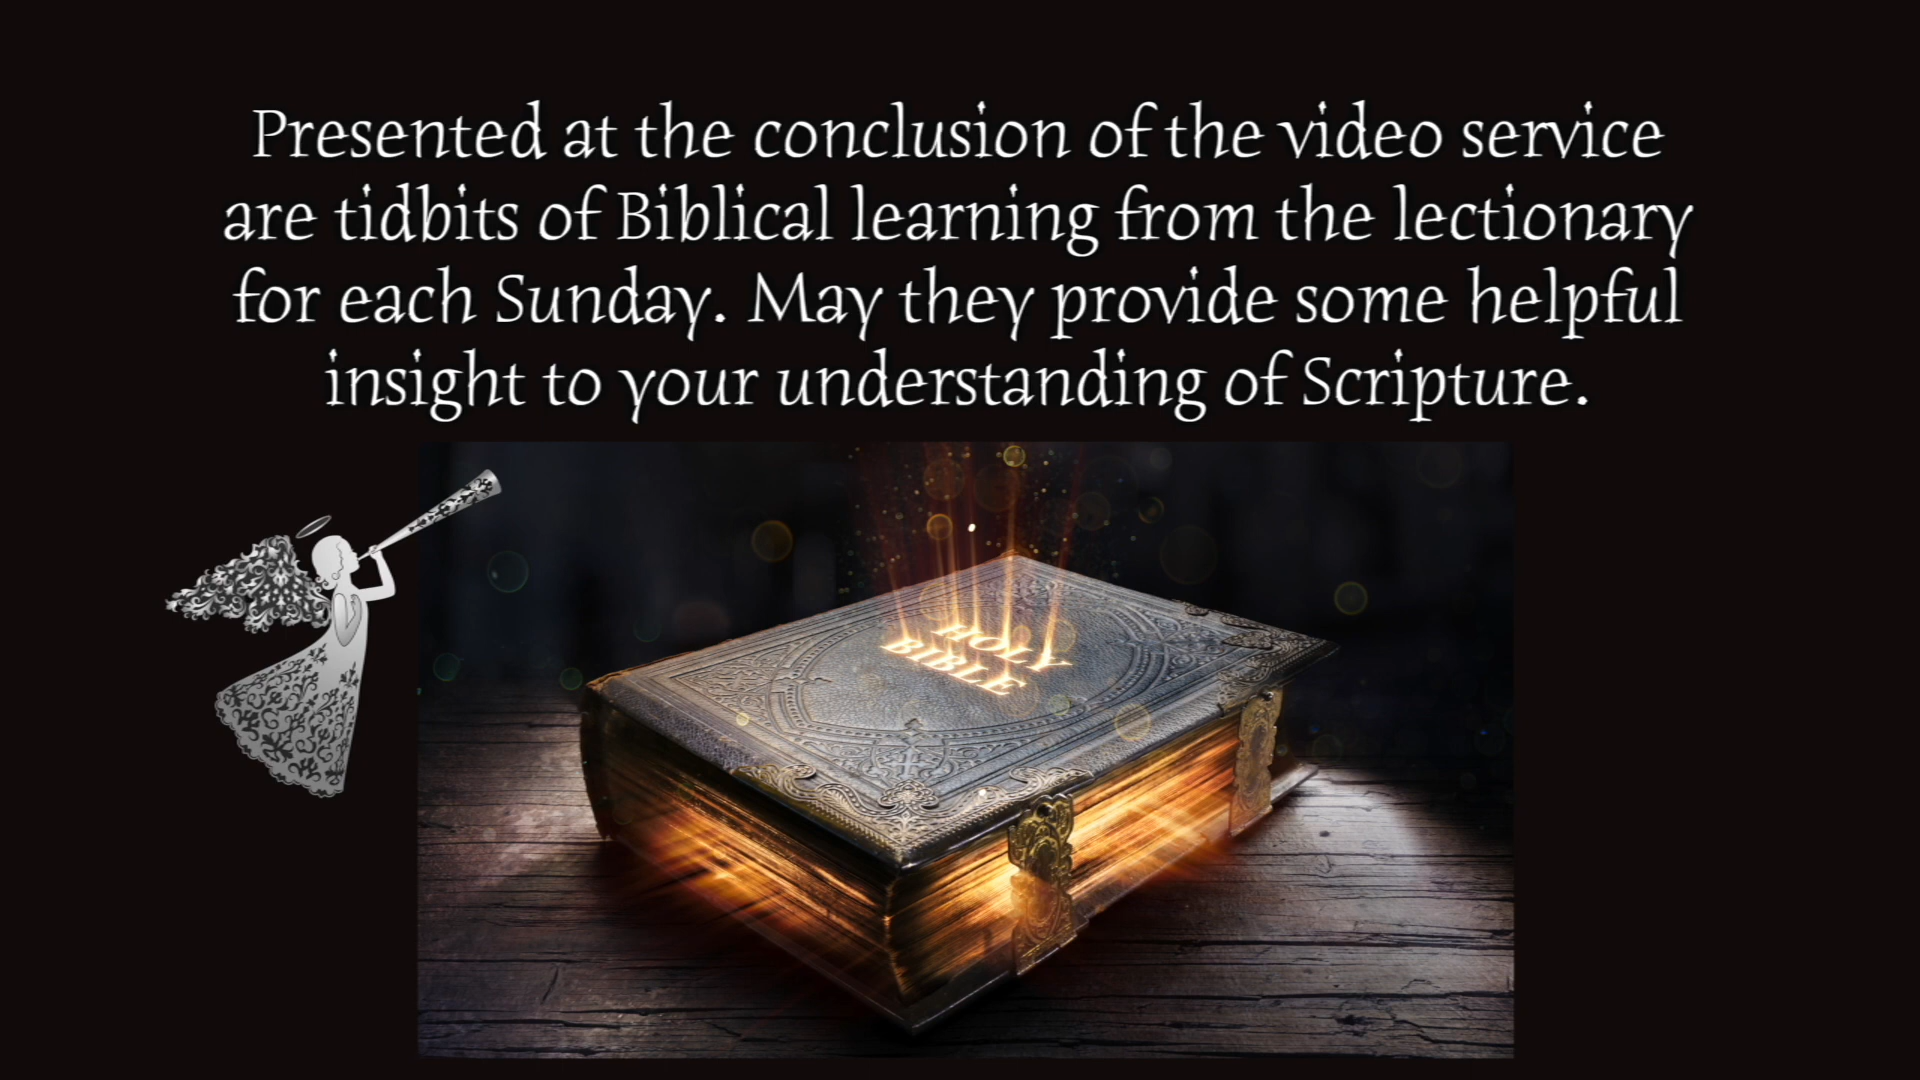 Presented at the conclusion of the video service
are tidbits of Biblical learning from the lectionary
for each Sunday. May they provide some helpful
insight to your understanding of Scripture.
HOLY
BIBLE